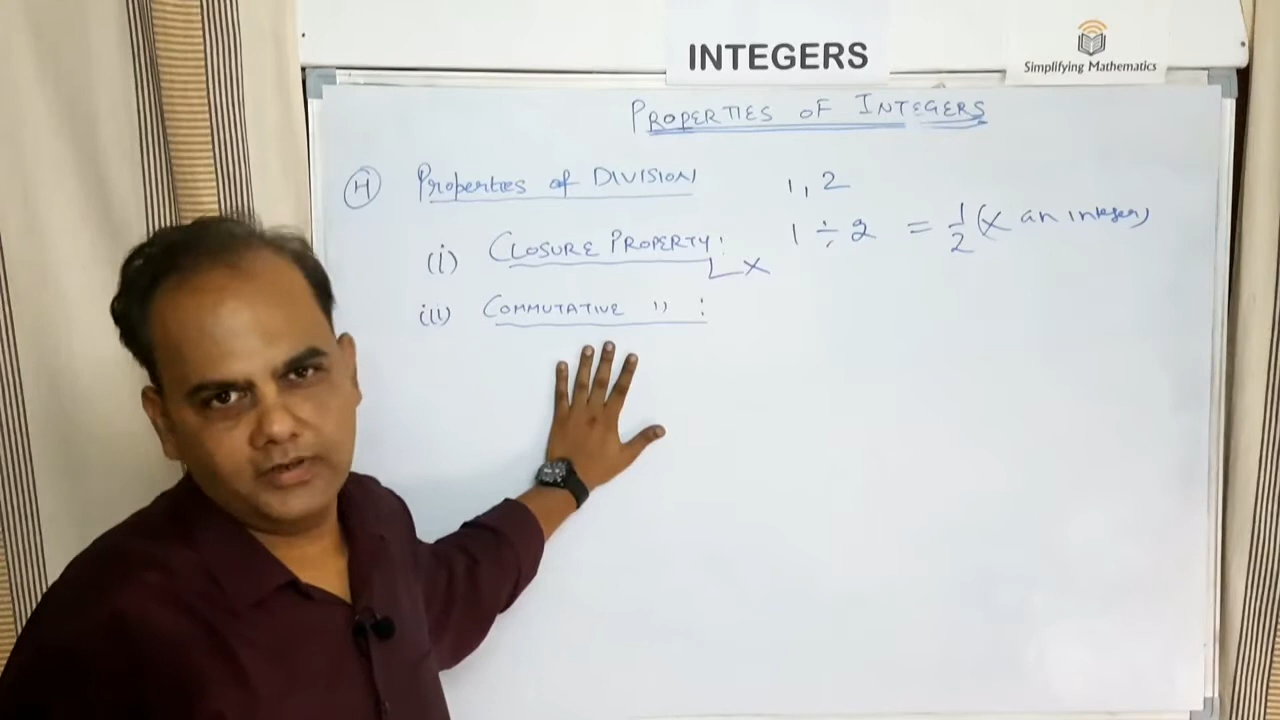 INTEGERS
Simplifying Mathematics
PROPERTIES OF INTEGERS
H Properties of DIVISION
1, 2
(i) CLOSURE PROPERTY: x
1 ÷ 2 = 1/2 (x an integer)
(ii) COMMUTATIVE " :